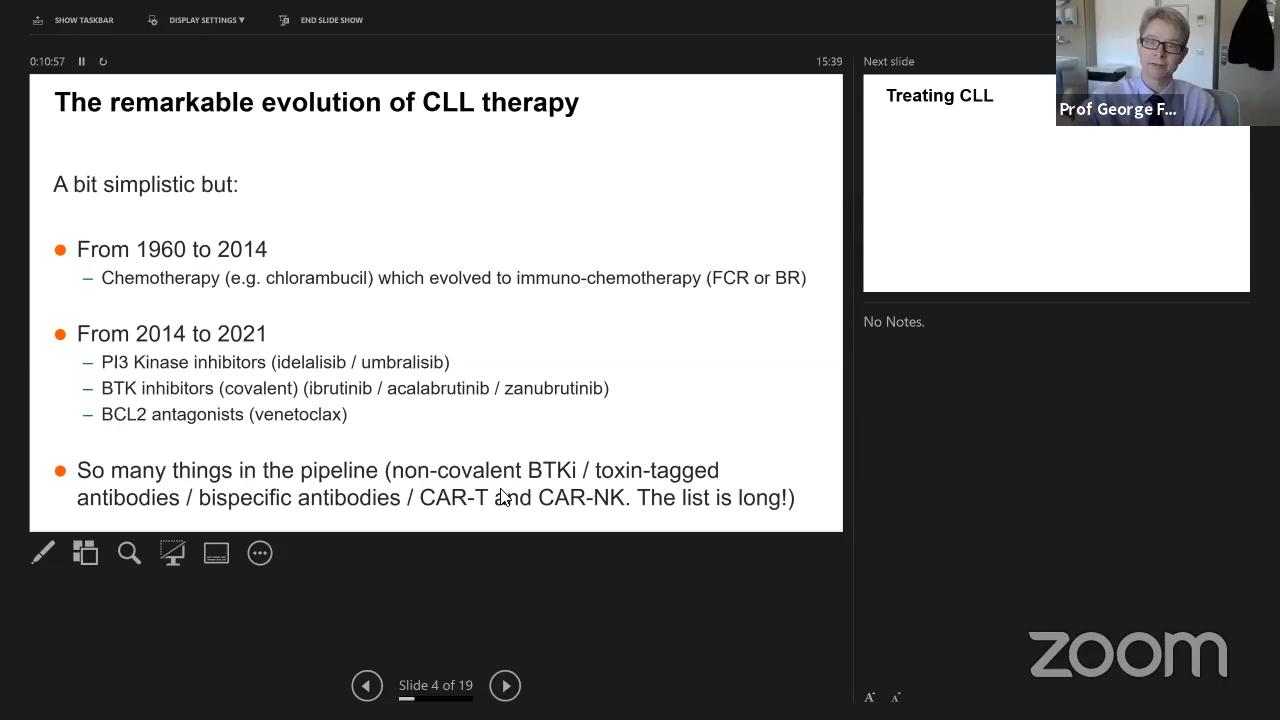 SHOW TASKBAR
DISPLAY SETTINGS ▼
END SLIDE SHOW
0:10:57
15:39
Next slide
The remarkable evolution of CLL therapy
A bit simplistic but:
● From 1960 to 2014
– Chemotherapy (e.g. chlorambucil) which evolved to immuno-chemotherapy (FCR or BR)
● From 2014 to 2021
– PI3 Kinase inhibitors (idelalisib / umbralisib)
– BTK inhibitors (covalent) (ibrutinib / acalabrutinib / zanubrutinib)
– BCL2 antagonists (venetoclax)
● So many things in the pipeline (non-covalent BTKi / toxin-tagged
antibodies / bispecific antibodies / CAR-T and CAR-NK. The list is long!)
Treating CLL
Prof George F...
No Notes.
Slide 4 of 19
A A
zoom